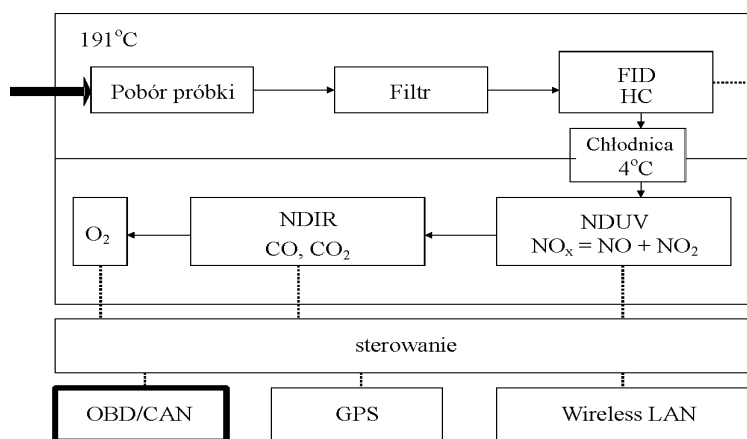 191°C
Pobór próbki
Filtr
FID
HC
Chłodnica
4°C
O₂
NDIR
CO, CO₂
NDUV
NOₓ = NO + NO₂
sterowanie
OBD/CAN
GPS
Wireless LAN